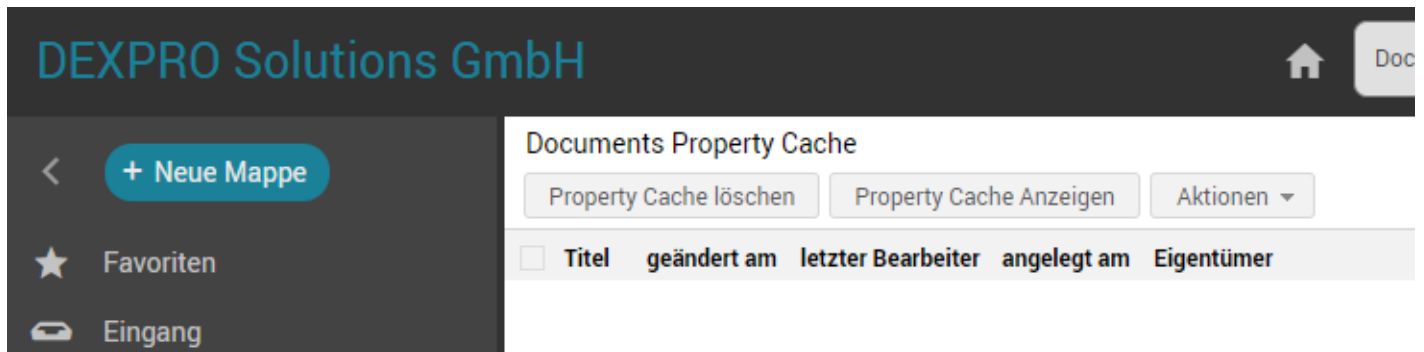 DEXPRO Solutions GmbH
Doc
+ Neue Mappe
Favoriten
Eingang
Documents Property Cache
Property Cache löschen Property Cache Anzeigen Aktionen
Titel geändert am letzter Bearbeiter angelegt am Eigentümer